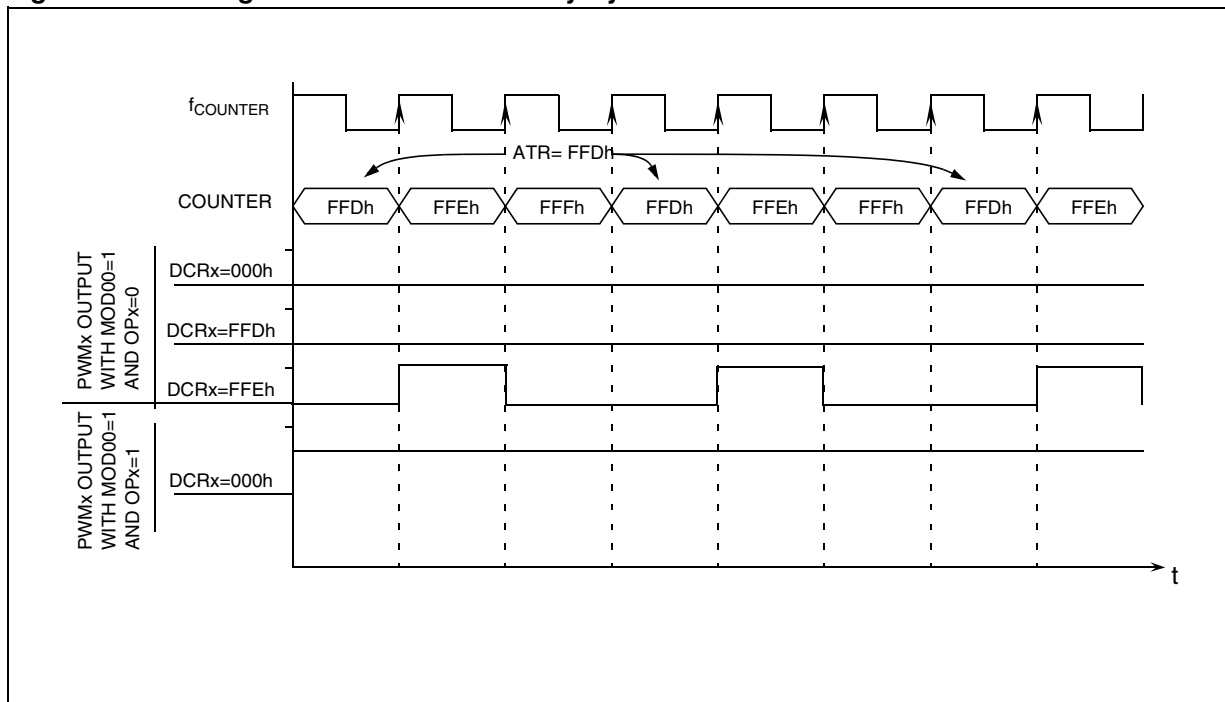 fCOUNTER
ATR= FFDh
COUNTER
FFDh FFEh FFFh FFDh FFEh FFFh FFDh FFEh
PWMx OUTPUT
WITH MOD00=1
AND OPx=0
DCRx=000h
DCRx=FFDh
DCRx=FFEh
PWMx OUTPUT
WITH MOD00=1
AND OPx=1
DCRx=000h
t